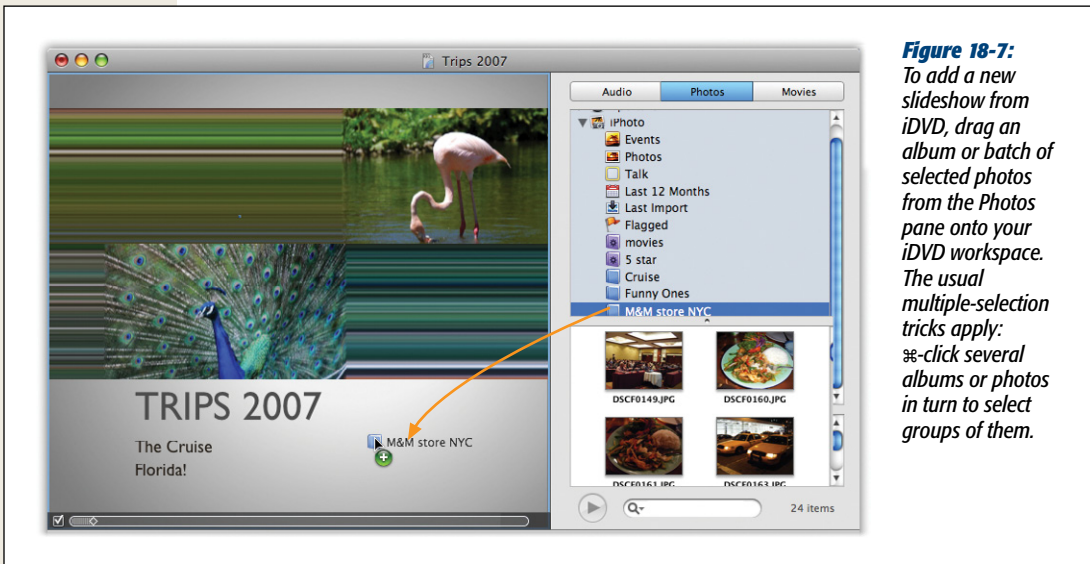 Trips 2007
Audio
Photos
Movies
iPhoto
Events
Photos
Talk
Last 12 Months
Last Import
Flagged
movies
5 star
Cruise
Funny Ones
M&M store NYC
DSCF0149.JPG
DSCF0160.JPG
DSCF0161.JPG
DSCF0163.JPG
24 items
TRIPS 2007
The Cruise
Florida!
M&M store NYC
Figure 18-7:
To add a new
slideshow from
iDVD, drag an
album or batch of
selected photos
from the Photos
pane onto your
iDVD workspace.
The usual
multiple-selection
tricks apply:
⌘-click several
albums or photos
in turn to select
groups of them.